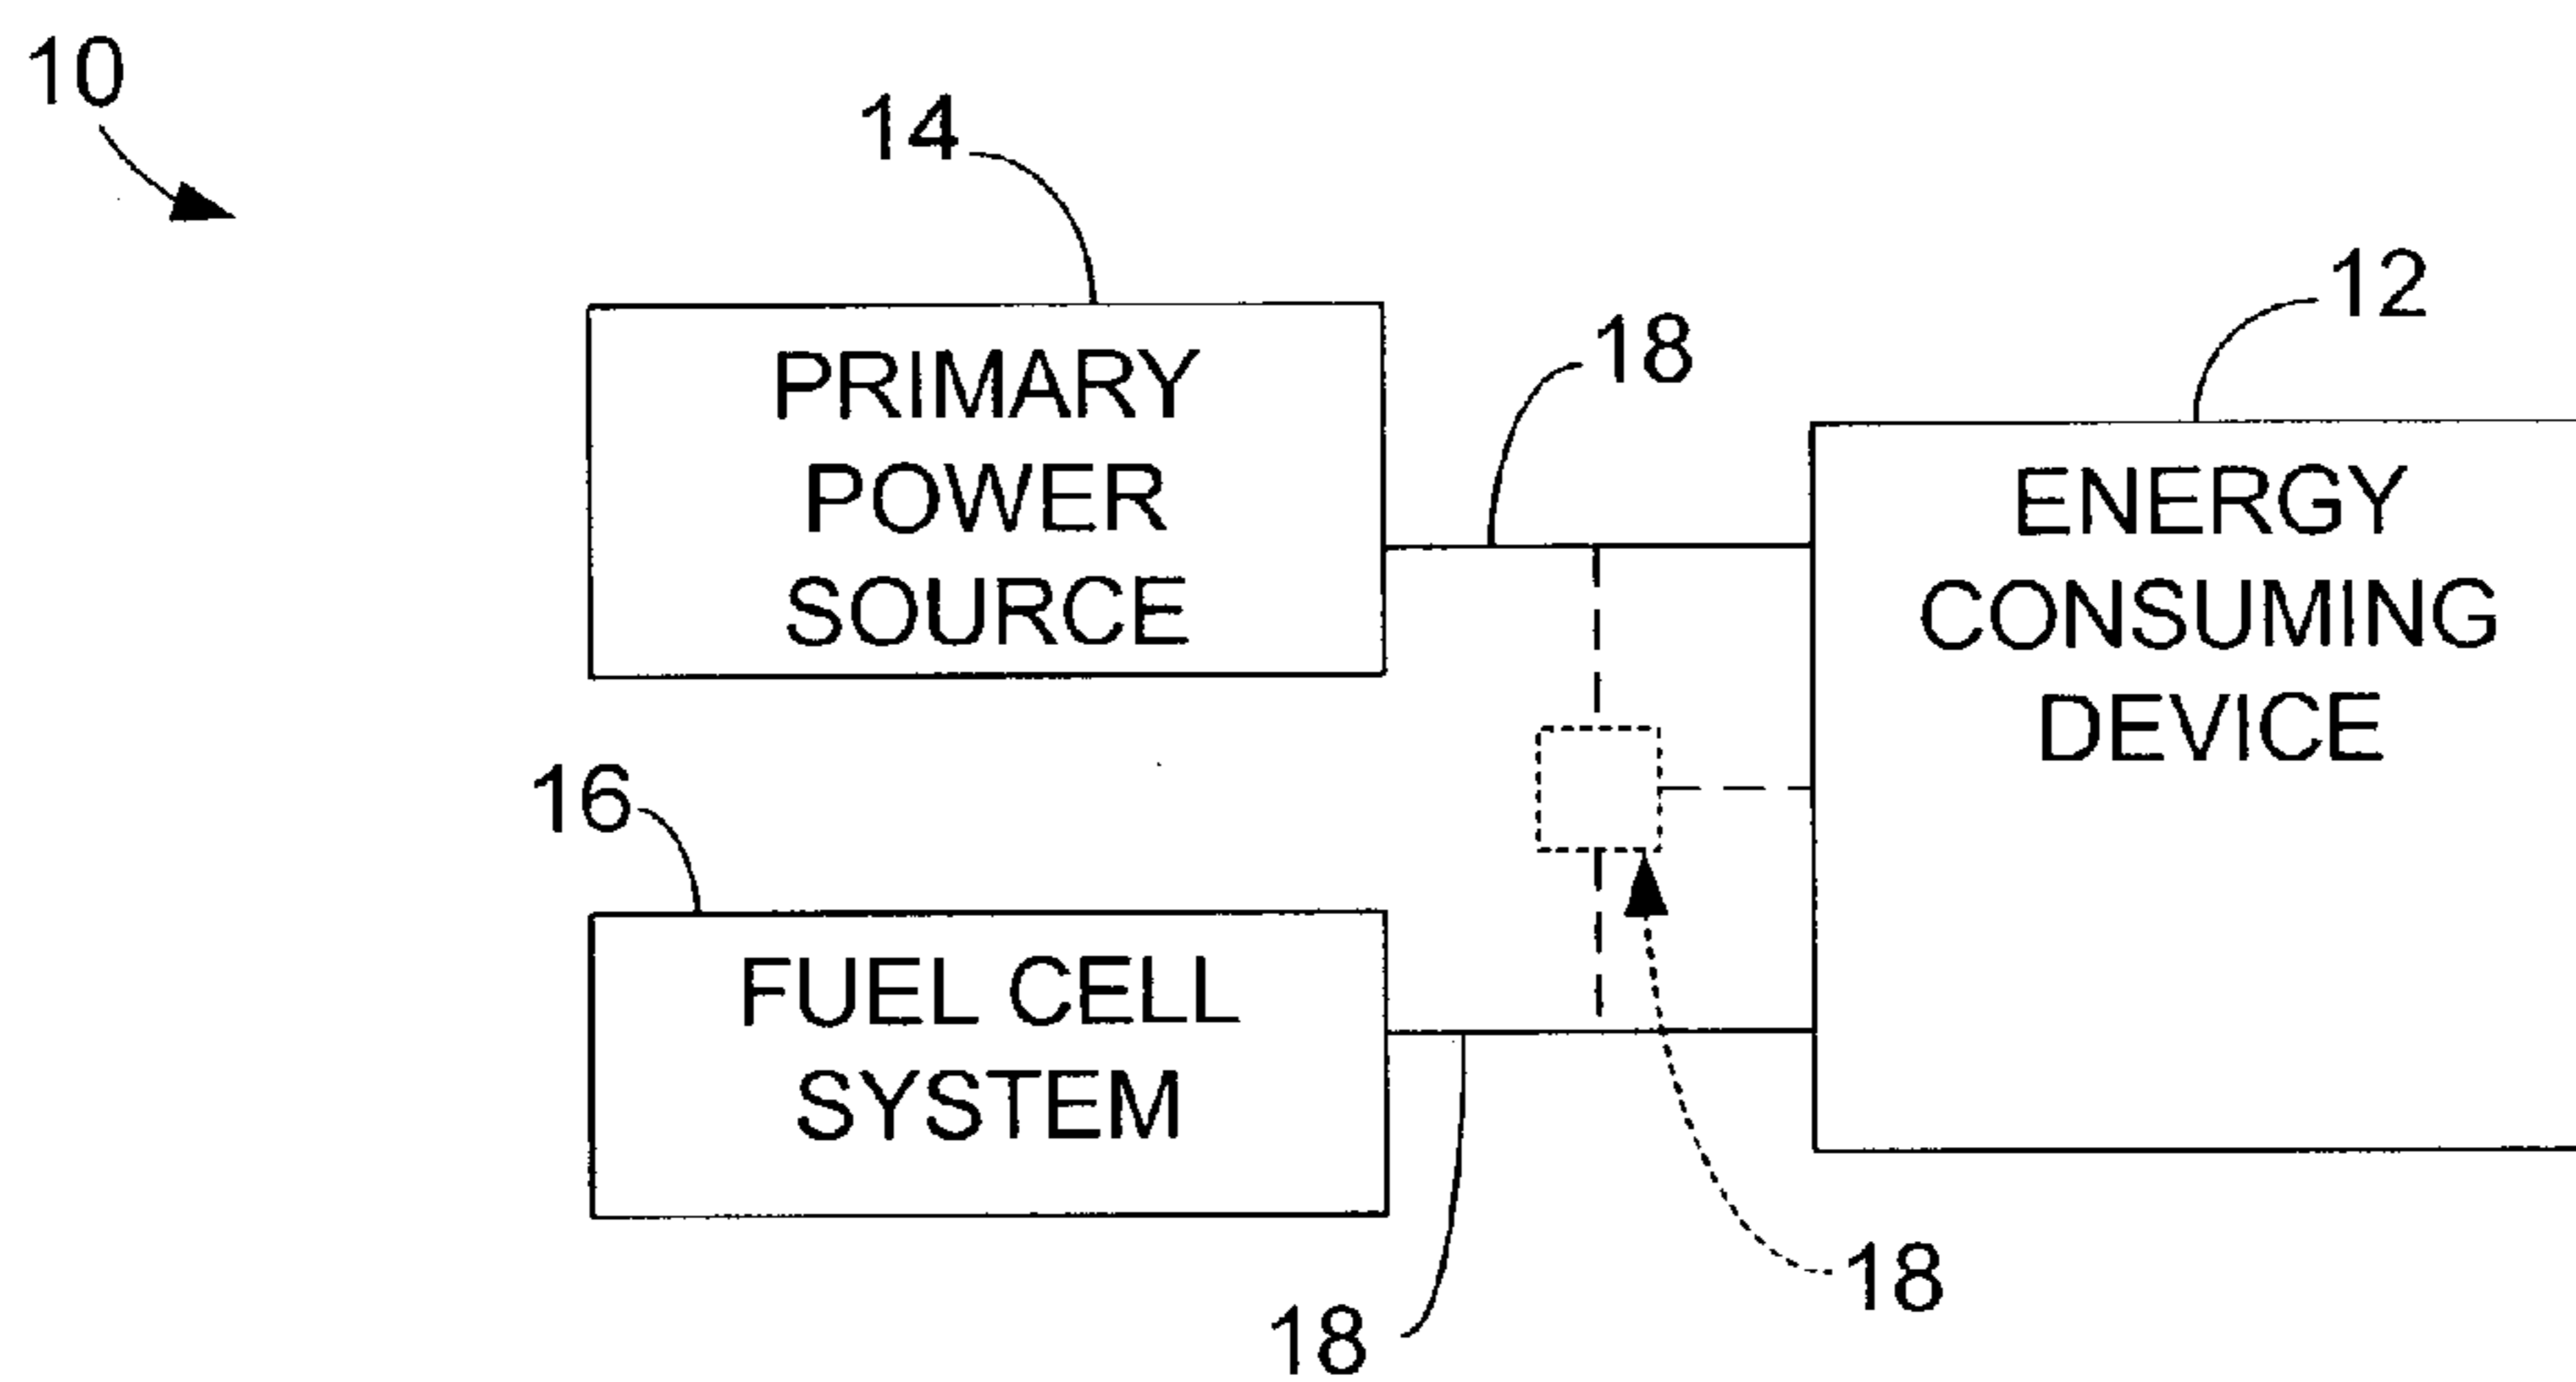 10
14
12
18
PRIMARY
POWER
SOURCE
ENERGY
CONSUMING
DEVICE
16
FUEL CELL
SYSTEM
18
18